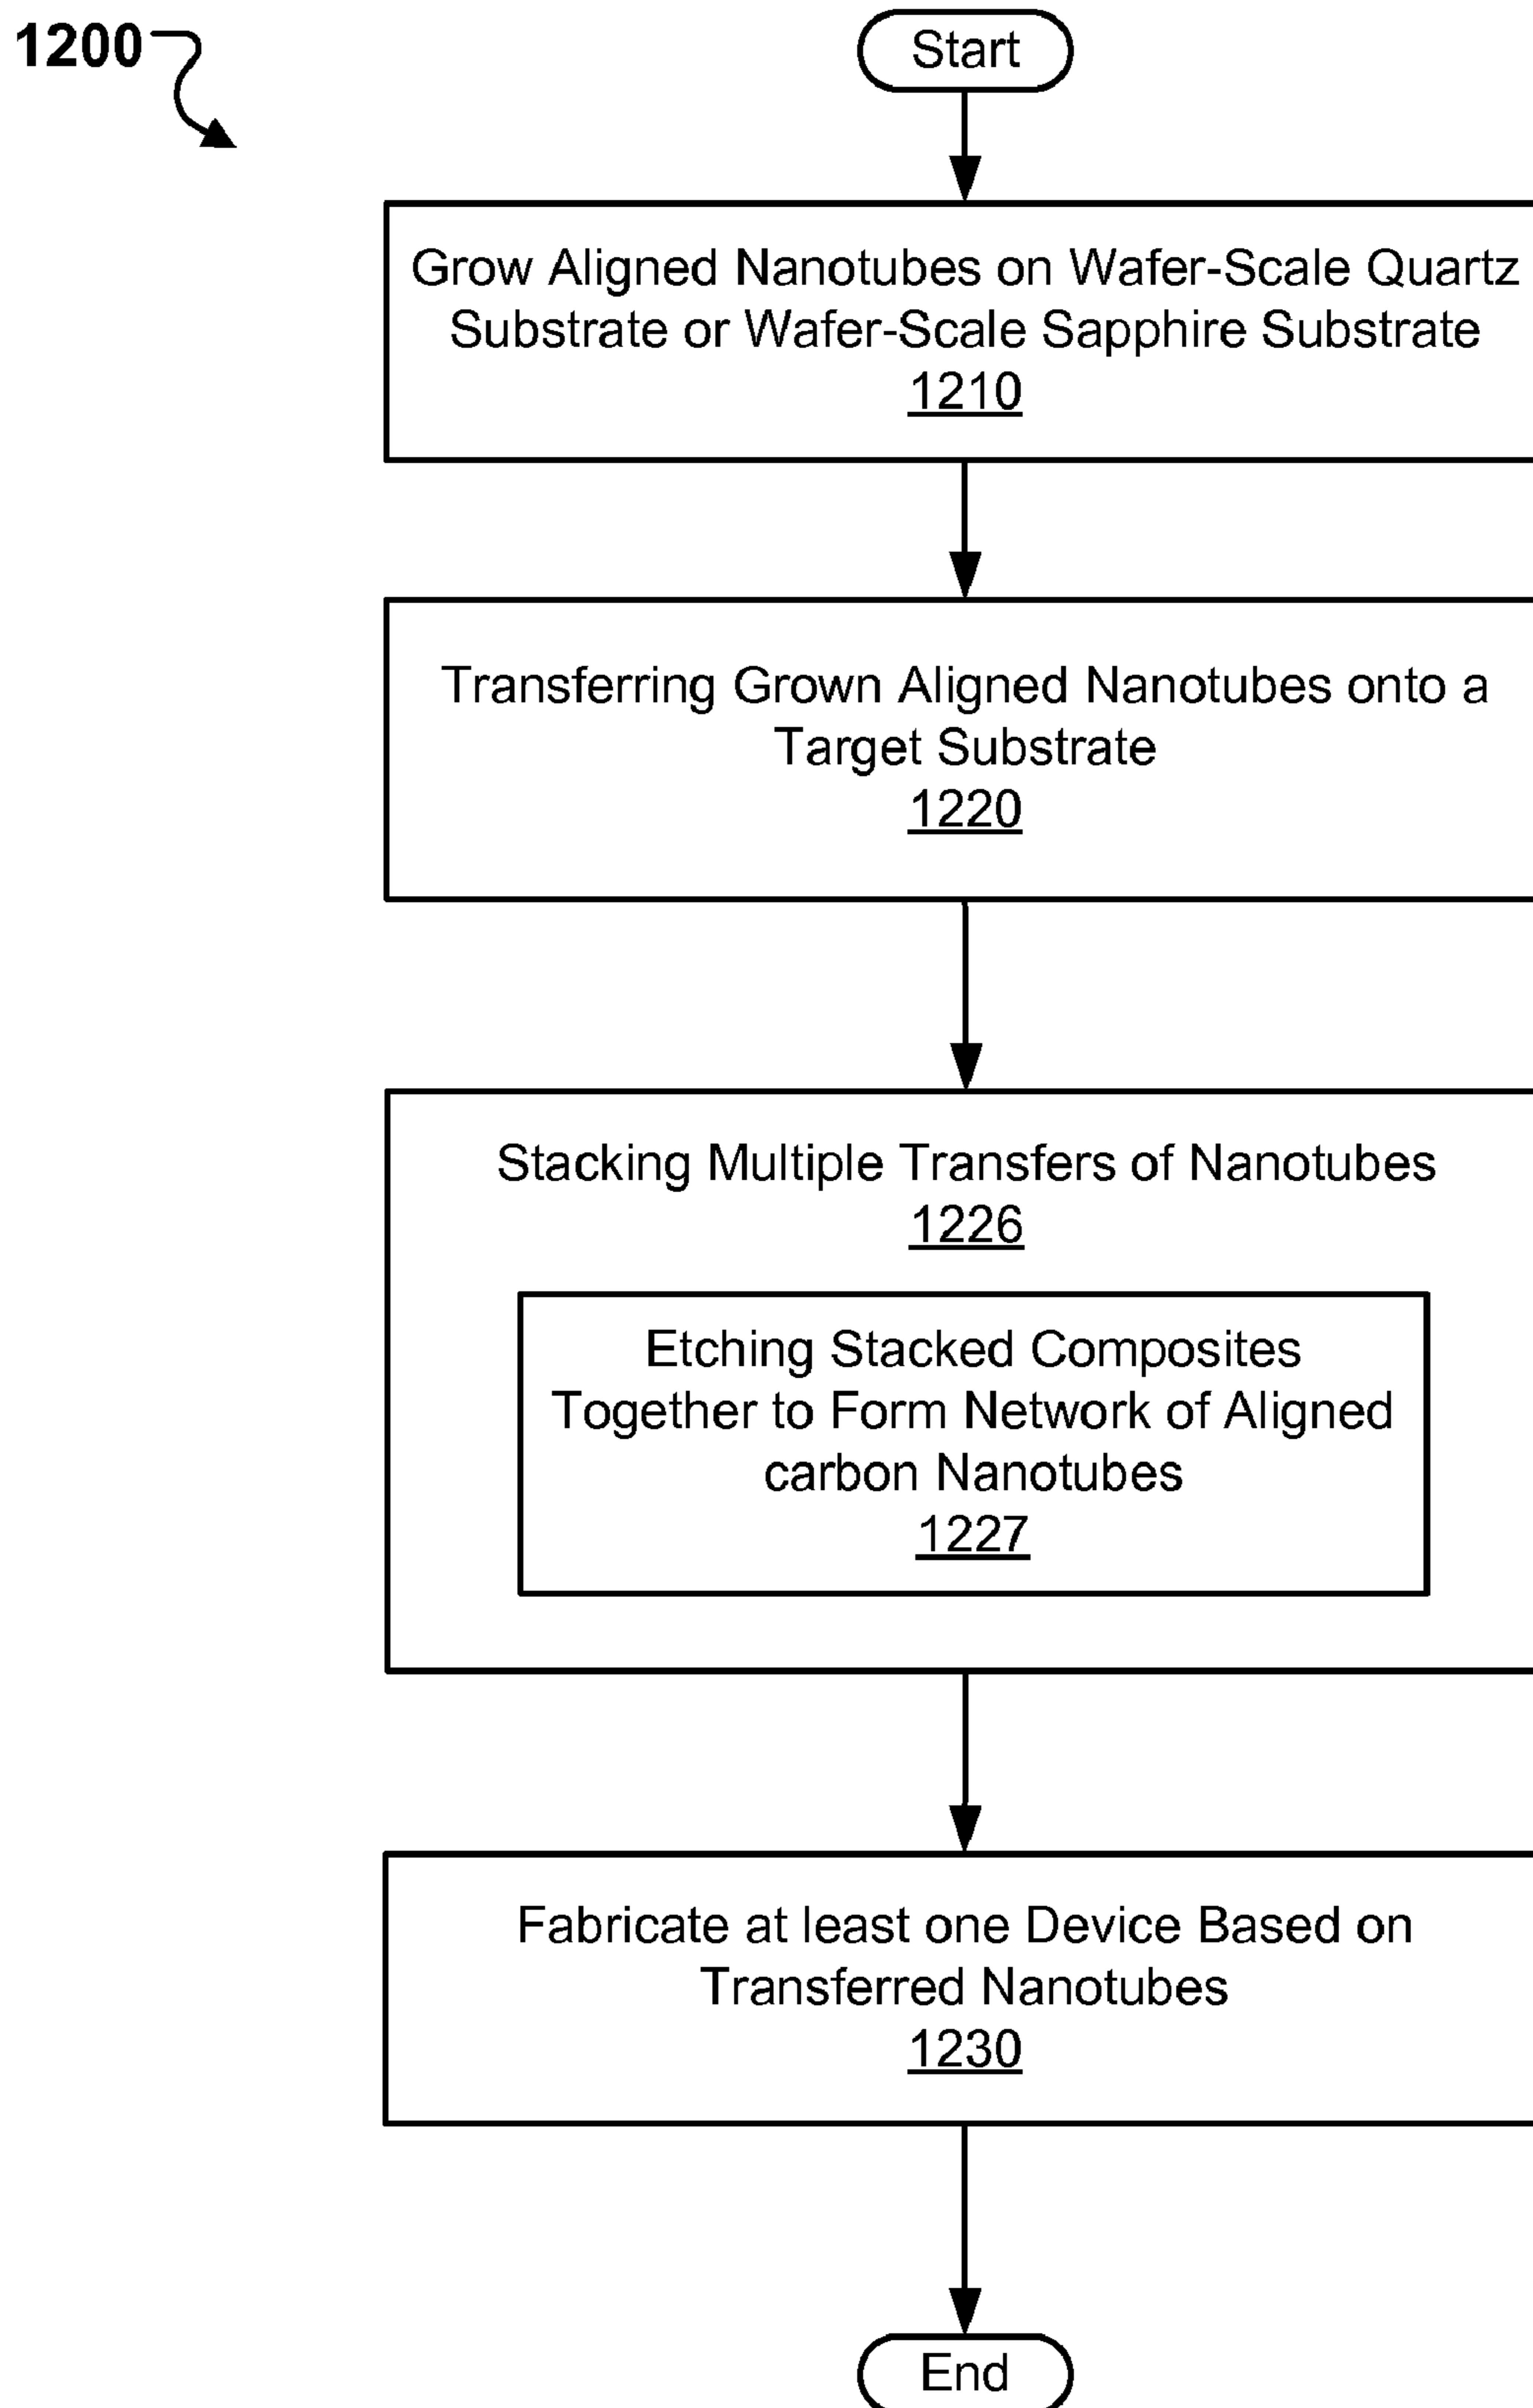 1200
Start
Grow Aligned Nanotubes on Wafer-Scale Quartz
Substrate or Wafer-Scale Sapphire Substrate
1210
Transferring Grown Aligned Nanotubes onto a
Target Substrate
1220
Stacking Multiple Transfers of Nanotubes
1226
Etching Stacked Composites
Together to Form Network of Aligned
carbon Nanotubes
1227
Fabricate at least one Device Based on
Transferred Nanotubes
1230
End